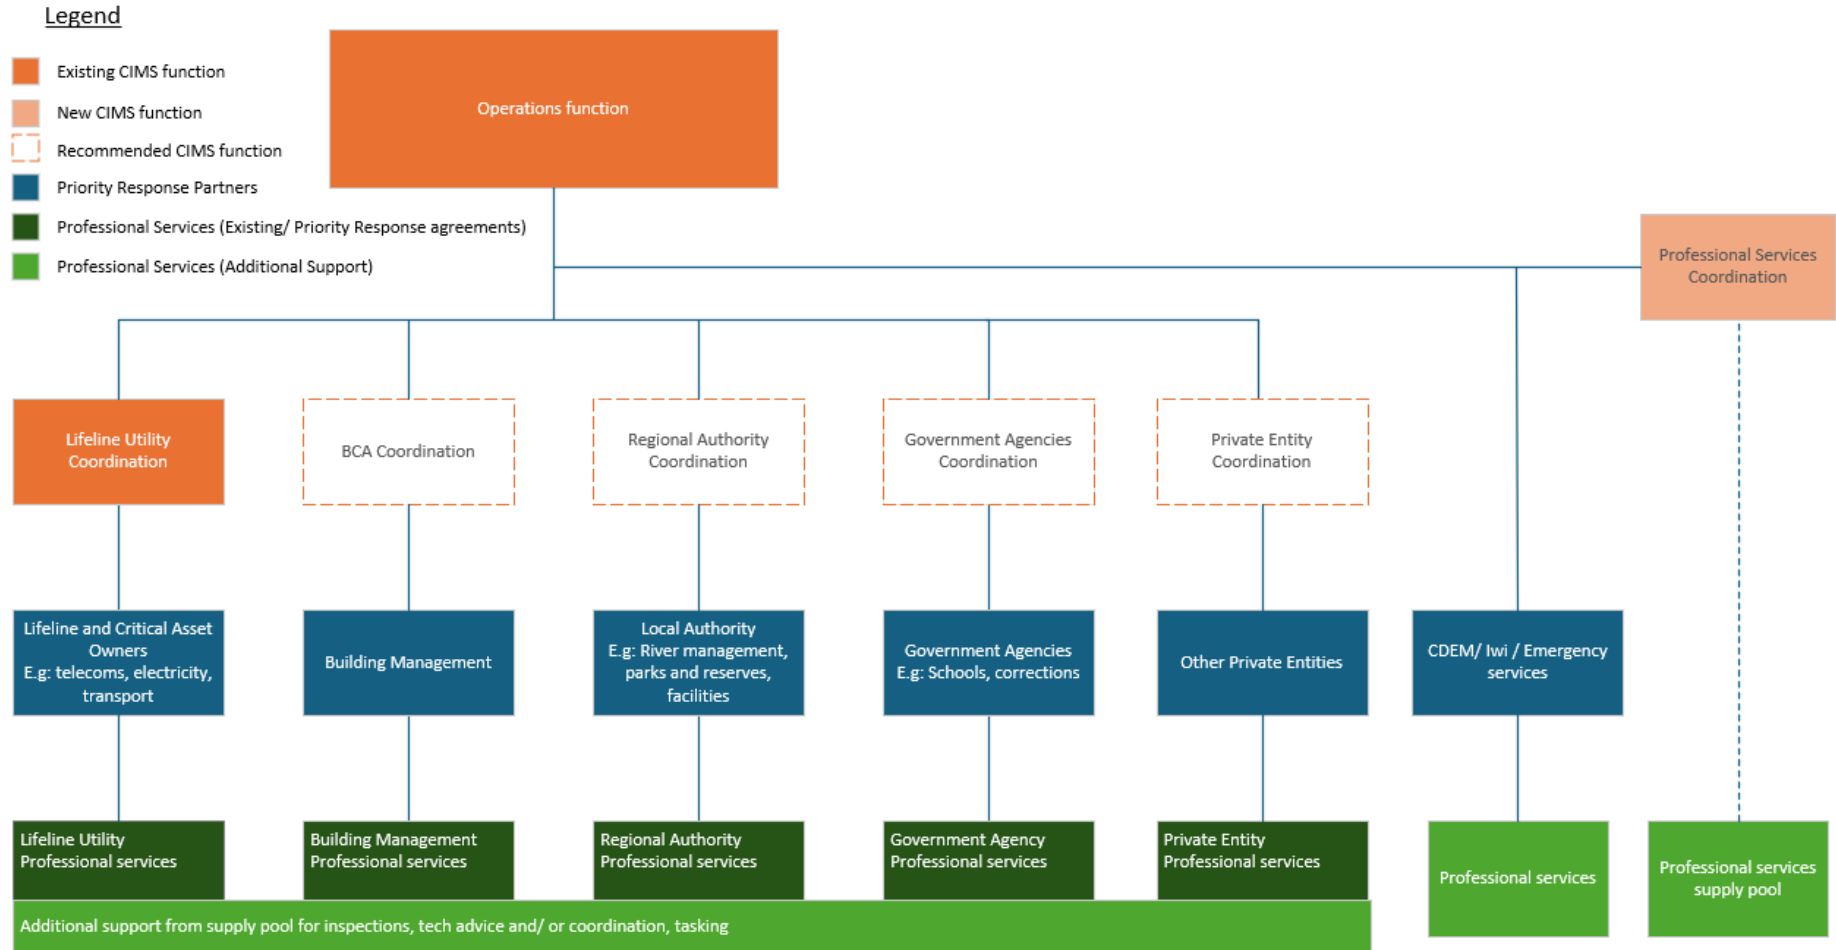 Legend
Existing CIMS function
New CIMS function
Recommended CIMS function
Priority Response Partners
Professional Services (Existing/ Priority Response agreements)
Professional Services (Additional Support)
Operations function
Professional Services
Coordination
Lifeline Utility
Coordination
BCA Coordination
Regional Authority
Coordination
Government Agencies
Coordination
Private Entity
Coordination
Lifeline and Critical Asset
Owners
E.g: telecoms, electricity,
transport
Building Management
Local Authority
E.g: River management,
parks and reserves,
facilities
Government Agencies
E.g: Schools, corrections
Other Private Entities
CDEM/ Iwi / Emergency
services
Lifeline Utility
Professional services
Building Management
Professional services
Regional Authority
Professional services
Government Agency
Professional services
Private Entity
Professional services
Professional services
Professional services
supply pool
Additional support from supply pool for inspections, tech advice and/ or coordination, tasking